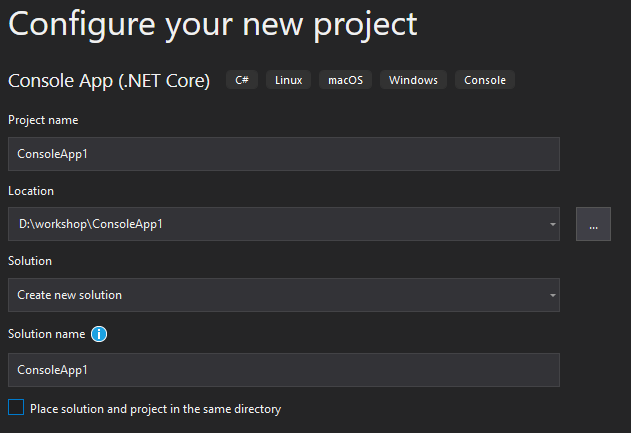 Configure your new project
Console App (.NET Core) C# Linux macOS Windows Console
Project name
ConsoleApp1
Location
D:\workshop\ConsoleApp1 ...
Solution
Create new solution
Solution name i
ConsoleApp1
Place solution and project in the same directory